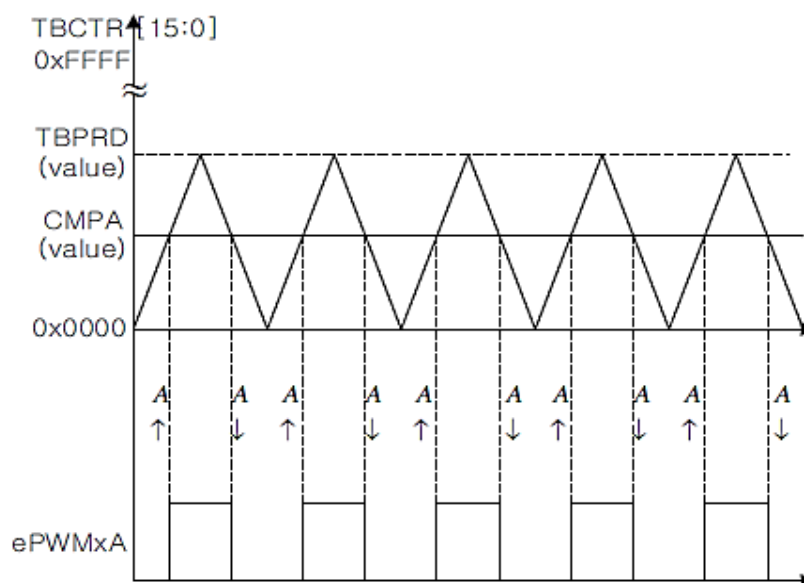 TBCTR [15:0]
0xFFFF
TBPRD
(value)
CMPA
(value)
0x0000
A A A A A A A A A A
↑ ↓ ↑ ↓ ↑ ↓ ↑ ↓ ↑ ↓
ePWMxA